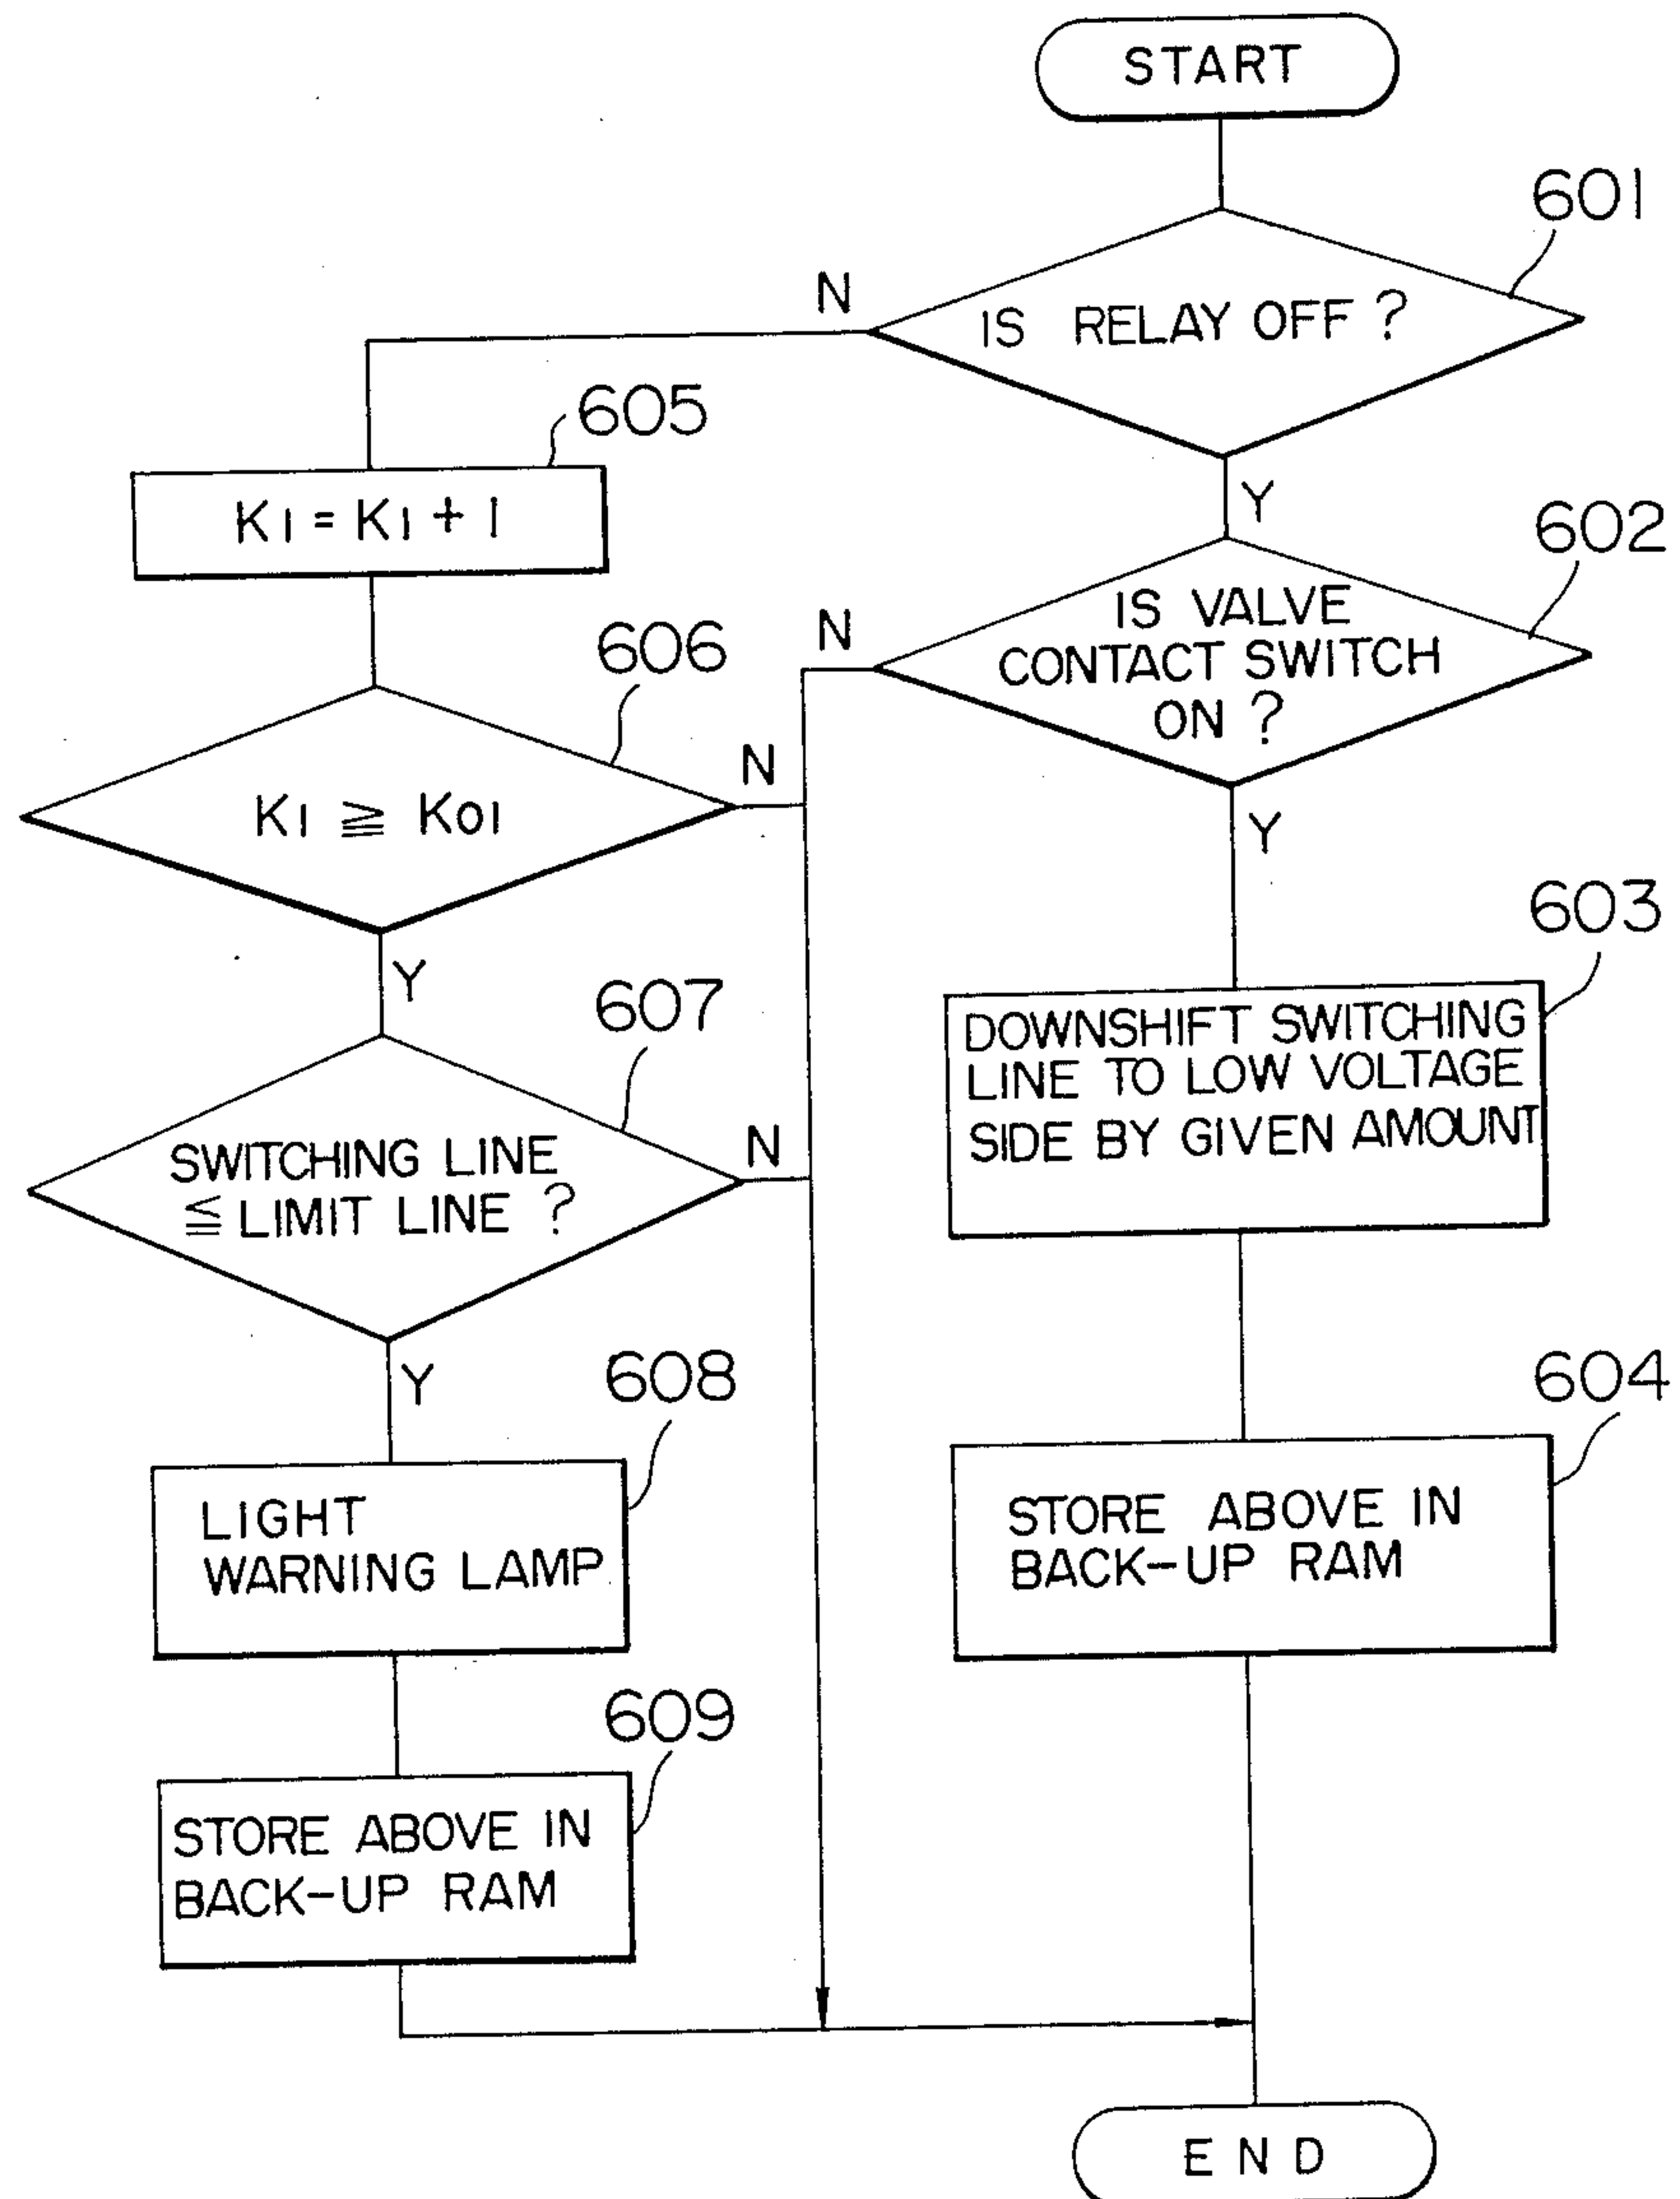 START
601
IS RELAY OFF ?
N
Y
605
K1 = K1 + 1
602
IS VALVE
CONTACT SWITCH
ON ?
N
Y
606
K1 ≧ K01
N
Y
603
DOWNSHIFT SWITCHING
LINE TO LOW VOLTAGE
SIDE BY GIVEN AMOUNT
607
SWITCHING LINE
≦ LIMIT LINE ?
N
Y
604
STORE ABOVE IN
BACK-UP RAM
608
LIGHT
WARNING LAMP
609
STORE ABOVE IN
BACK-UP RAM
END